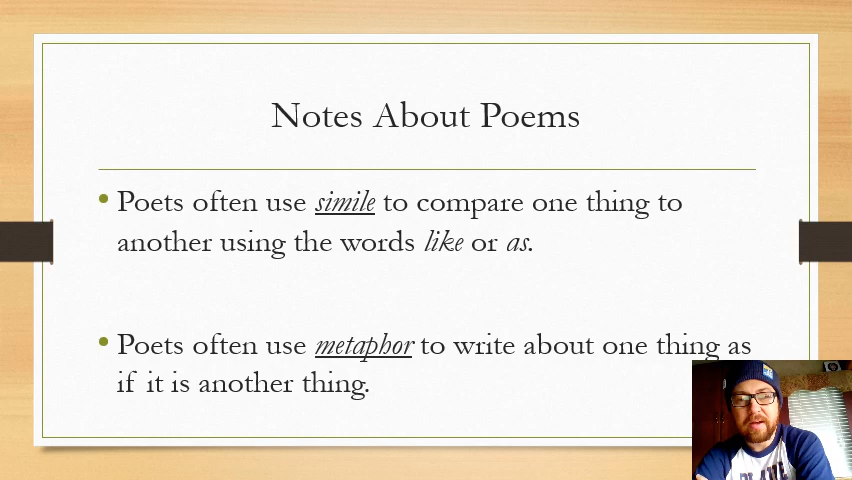 Notes About Poems
Poets often use simile to compare one thing to
another using the words like or as.
Poets often use metaphor to write about one thing as
if it is another thing.